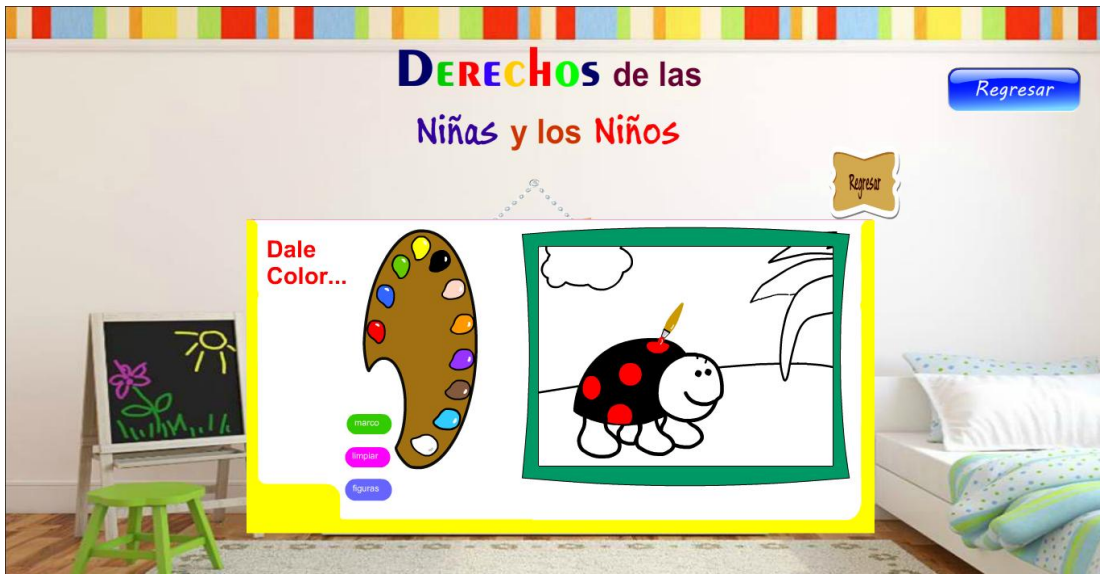 Derechos de las
Niñas y los Niños
Regresar
Regresar
Dale
Color...
marco
limpiar
figuras